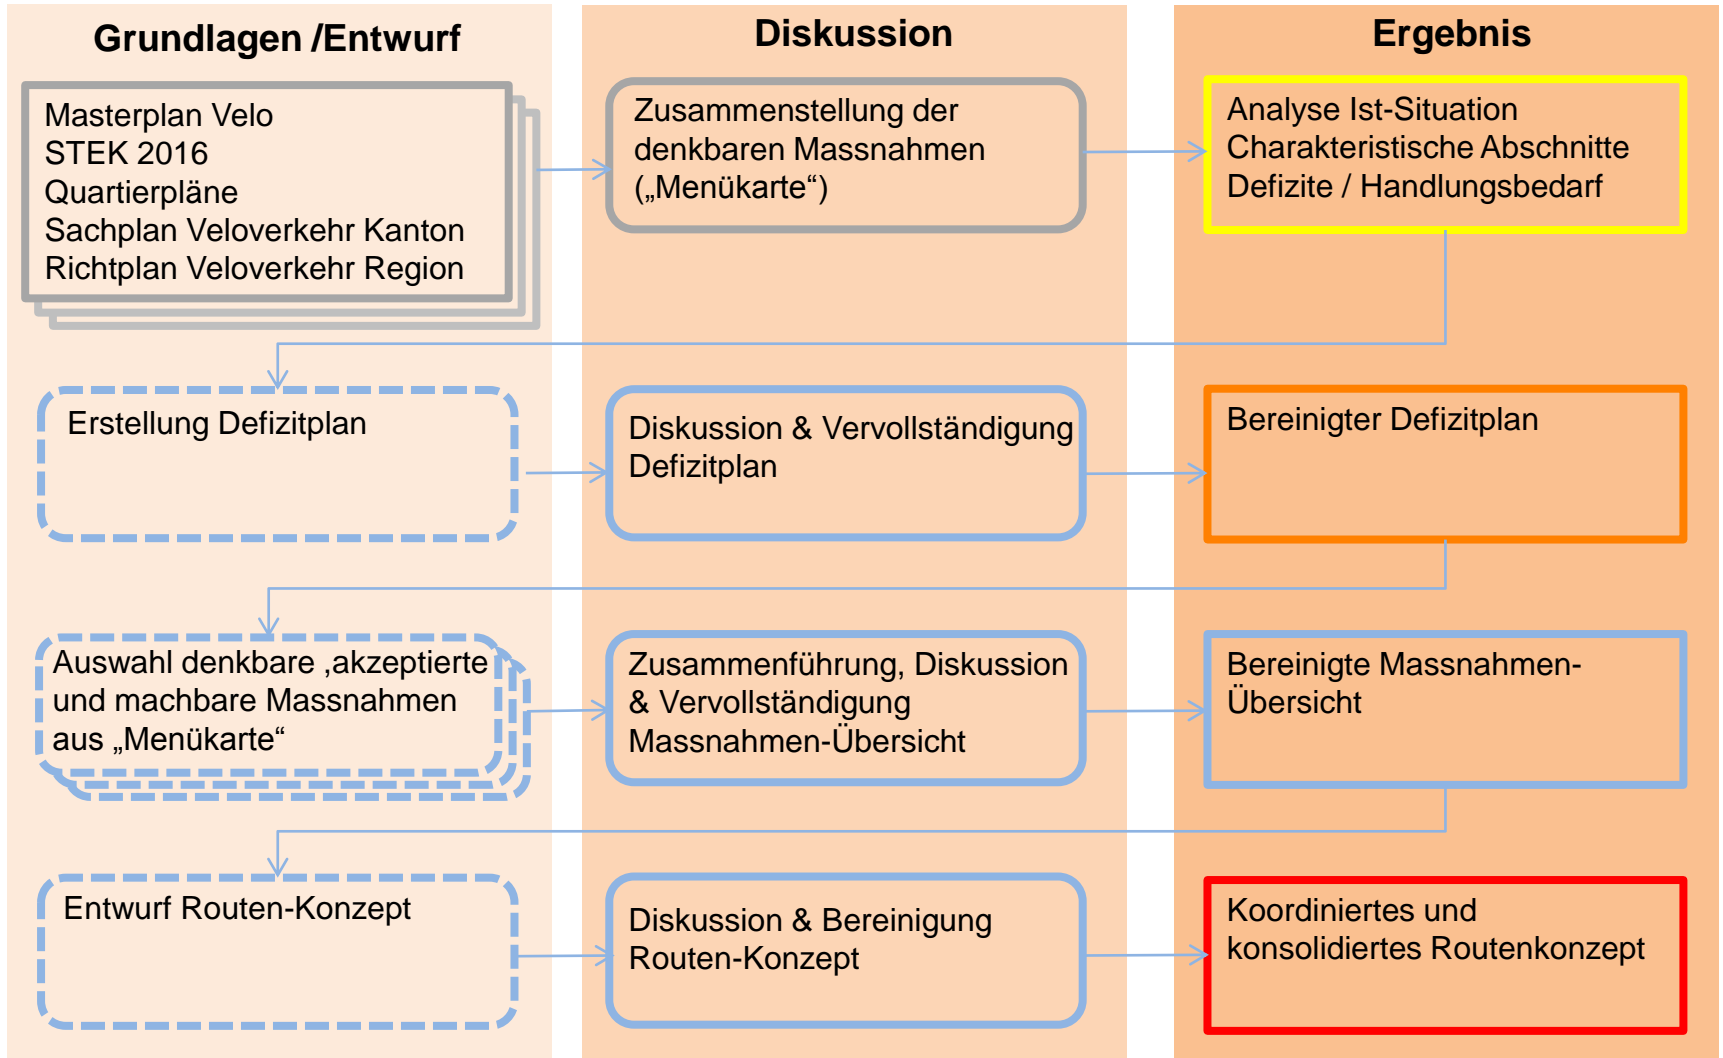 Grundlagen /Entwurf
Diskussion
Ergebnis
Masterplan Velo
STEK 2016
Quartierpläne
Sachplan Veloverkehr Kanton
Richtplan Veloverkehr Region
Zusammenstellung der
denkbaren Massnahmen
(„Menükarte“)
Analyse Ist-Situation
Charakteristische Abschnitte
Defizite / Handlungsbedarf
Erstellung Defizitplan
Diskussion & Vervollständigung
Defizitplan
Bereinigter Defizitplan
Auswahl denkbare ,akzeptierte
und machbare Massnahmen
aus „Menükarte“
Zusammenführung, Diskussion
& Vervollständigung
Massnahmen-Übersicht
Bereinigte Massnahmen-
Übersicht
Entwurf Routen-Konzept
Diskussion & Bereinigung
Routen-Konzept
Koordiniertes und
konsolidiertes Routenkonzept